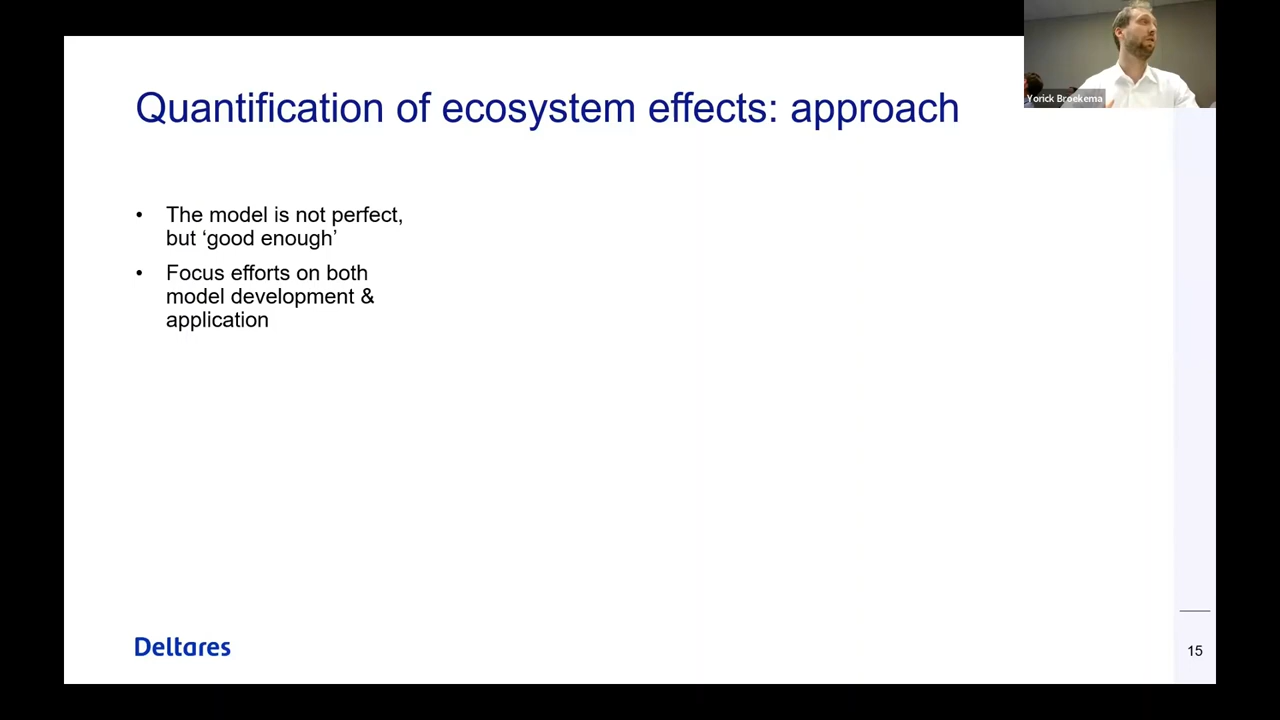 Quantification of ecosystem effects: approach
Yorick Broekema
• The model is not perfect,
but ‘good enough’
• Focus efforts on both
model development &
application
Deltares
15